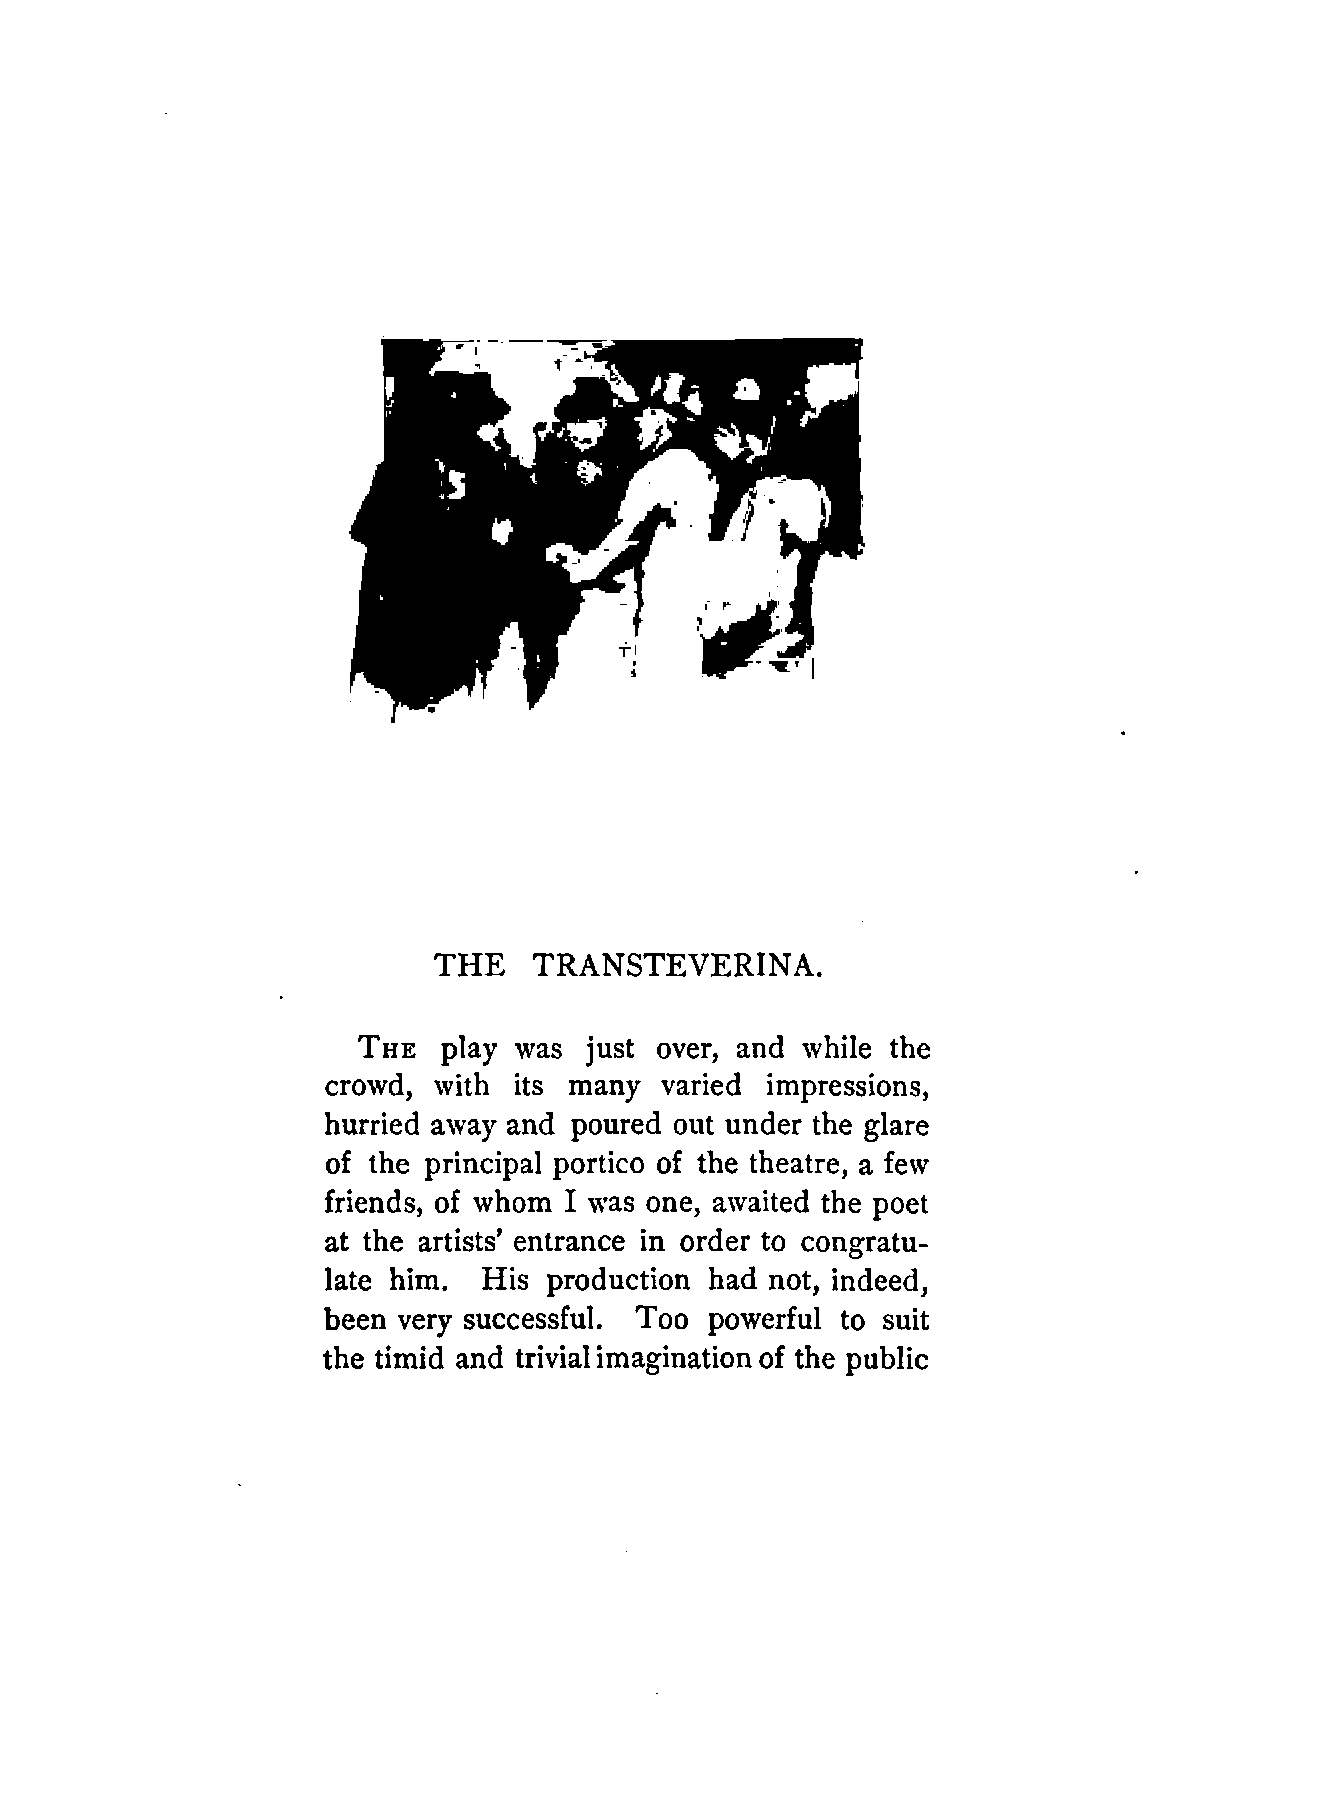 THE TRANSTEVERINA.
THE play was just over, and while the
crowd, with its many varied impressions,
hurried away and poured out under the glare
of the principal portico of the theatre, a few
friends, of whom I was one, awaited the poet
at the artists' entrance in order to congratu-
late him. His production had not, indeed,
been very successful. Too powerful to suit
the timid and trivial imagination of the public